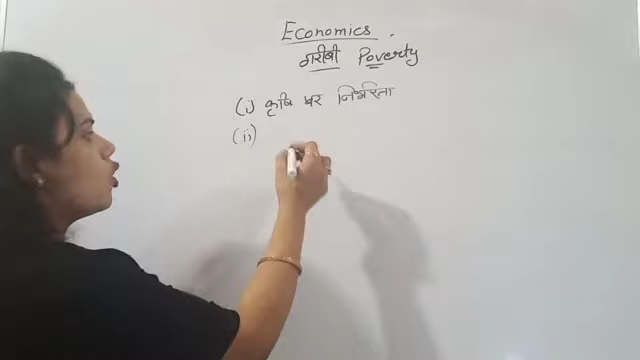 Economics .
गरीबी Poverty
(i) कृषि पर निर्भरता
(ii)